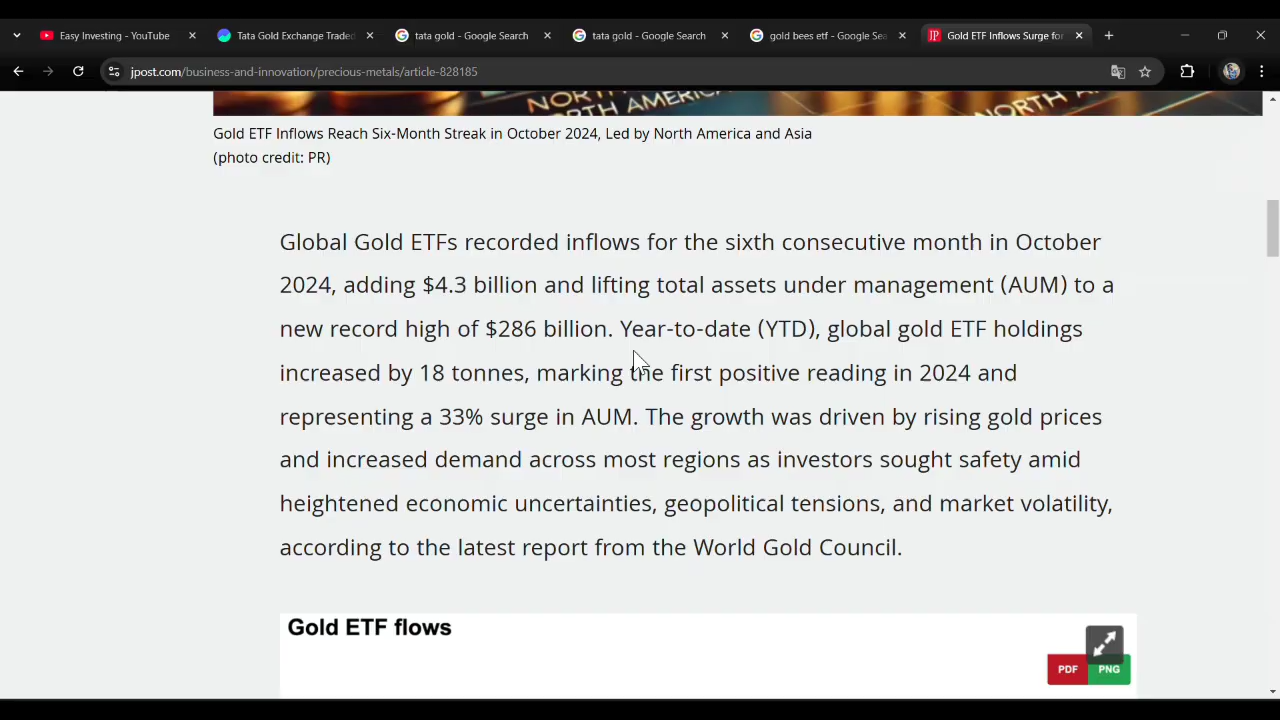 Easy Investing - YouTube
Tata Gold Exchange Traded
tata gold - Google Search
tata gold - Google Search
gold bees etf - Google Sea
JP
Gold ETF Inflows Surge for
jpost.com/business-and-innovation/precious-metals/article-828185
NORTH AMERICA
Gold ETF Inflows Reach Six-Month Streak in October 2024, Led by North America and Asia
(photo credit: PR)
Global Gold ETFs recorded inflows for the sixth consecutive month in October
2024, adding $4.3 billion and lifting total assets under management (AUM) to a
new record high of $286 billion. Year-to-date (YTD), global gold ETF holdings
increased by 18 tonnes, marking the first positive reading in 2024 and
representing a 33% surge in AUM. The growth was driven by rising gold prices
and increased demand across most regions as investors sought safety amid
heightened economic uncertainties, geopolitical tensions, and market volatility,
according to the latest report from the World Gold Council.
Gold ETF flows
PDF
PNG